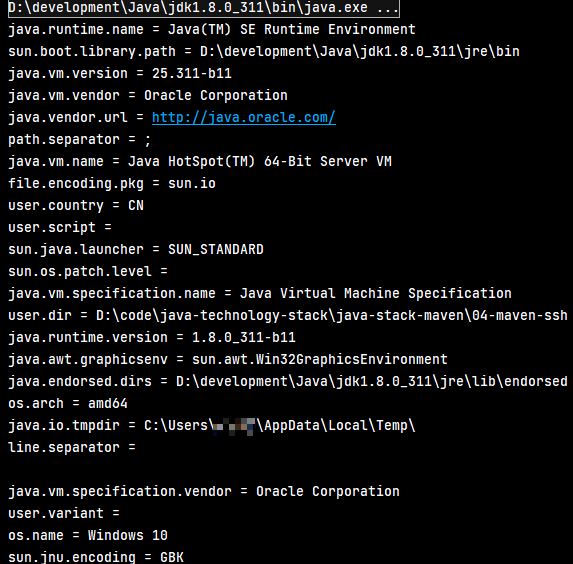 D:\development\Java\jdk1.8.0_311\bin\java.exe ...
java.runtime.name = Java(TM) SE Runtime Environment
sun.boot.library.path = D:\development\Java\jdk1.8.0_311\jre\bin
java.vm.version = 25.311-b11
java.vm.vendor = Oracle Corporation
java.vendor.url = http://java.oracle.com/
path.separator = ;
java.vm.name = Java HotSpot(TM) 64-Bit Server VM
file.encoding.pkg = sun.io
user.country = CN
user.script =
sun.java.launcher = SUN_STANDARD
sun.os.patch.level =
java.vm.specification.name = Java Virtual Machine Specification
user.dir = D:\code\java-technology-stack\java-stack-maven\04-maven-ssh
java.runtime.version = 1.8.0_311-b11
java.awt.graphicsenv = sun.awt.Win32GraphicsEnvironment
java.endorsed.dirs = D:\development\Java\jdk1.8.0_311\jre\lib\endorsed
os.arch = amd64
java.io.tmpdir = C:\Users\ \AppData\Local\Temp\
line.separator =
java.vm.specification.vendor = Oracle Corporation
user.variant =
os.name = Windows 10
sun.jnu.encoding = GBK